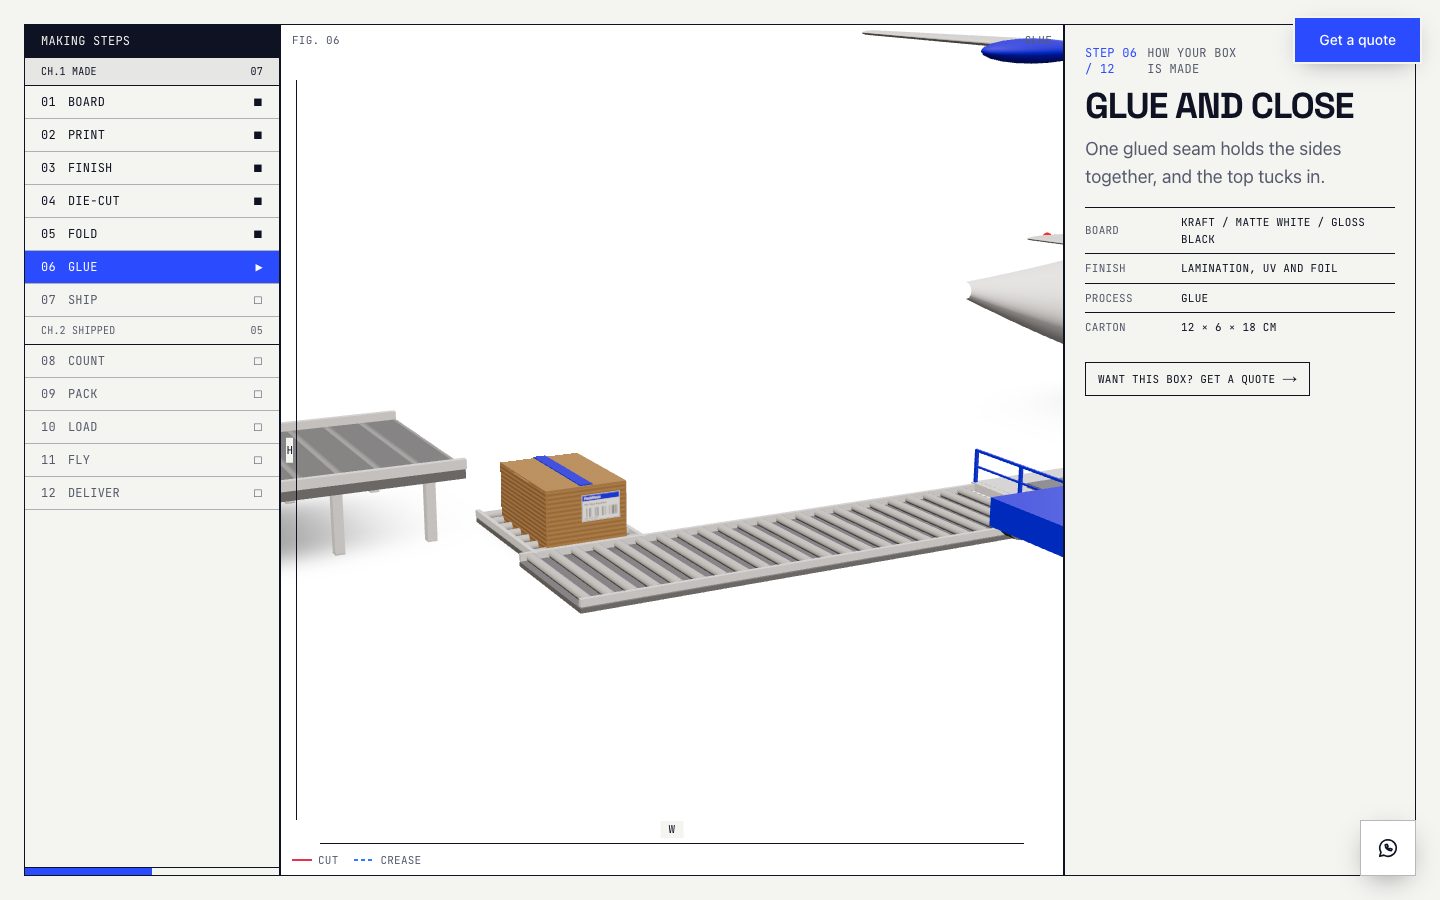 MAKING STEPS
CH.1 MADE 07
01 BOARD
02 PRINT
03 FINISH
04 DIE-CUT
05 FOLD
06 GLUE
07 SHIP
CH.2 SHIPPED 05
08 COUNT
09 PACK
10 LOAD
11 FLY
12 DELIVER
FIG. 06
GLUE
H
W
CUT
CREASE
Get a quote
STEP 06 / 12
HOW YOUR BOX IS MADE
GLUE AND CLOSE
One glued seam holds the sides
together, and the top tucks in.
BOARD KRAFT / MATTE WHITE / GLOSS
BLACK
FINISH LAMINATION, UV AND FOIL
PROCESS GLUE
CARTON 12 × 6 × 18 CM
WANT THIS BOX? GET A QUOTE →